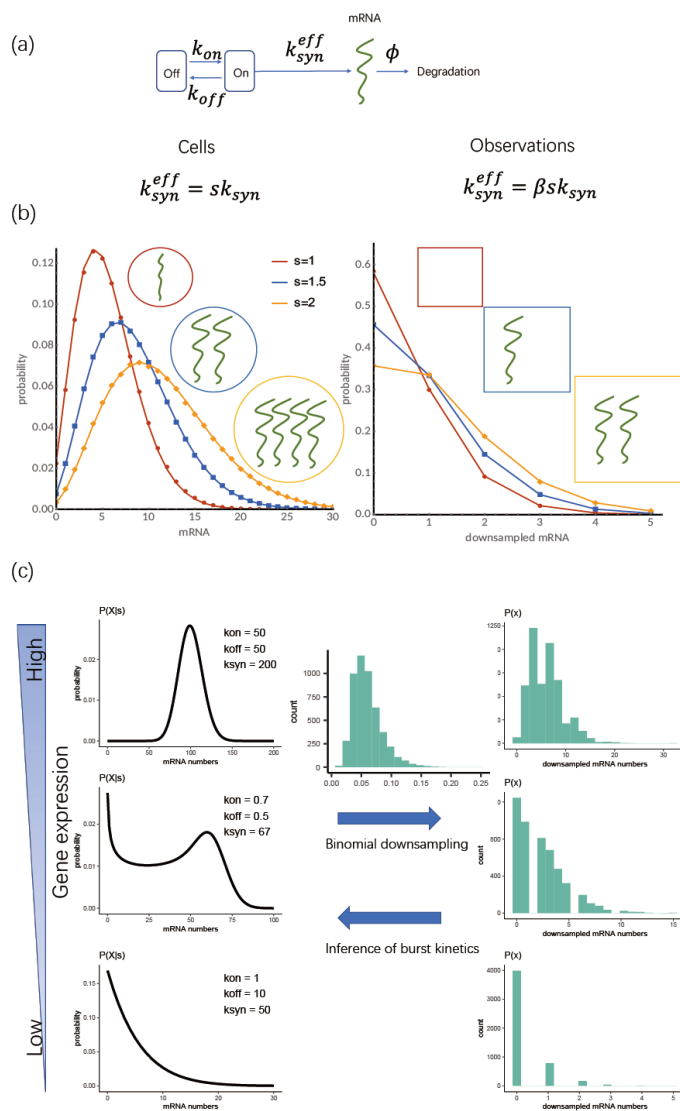 (a)
mRNA
k_on
k_syn^eff
ϕ
Off
On
Degradation
k_off
Cells
Observations
k_syn^eff = sk_syn
k_syn^eff = βsk_syn
(b)
probability
0.12
0.10
0.08
0.06
0.04
0.02
0.00
0 5 10 15 20 25 30
mRNA
s=1
s=1.5
s=2
probability
0.6
0.5
0.4
0.3
0.2
0.1
0.0
0 1 2 3 4 5
downsampled mRNA
(c)
High
Gene expression
Low
P(X|s)
probability
0.02
0.01
0.00
0 50 100 150 200
mRNA numbers
kon = 50
koff = 50
ksyn = 200
count
1000
750
500
250
0
0.00 0.05 0.10 0.15 0.20 0.25
P(x)
1250
0
0
0
0
0
0 10 20 30
downsampled mRNA numbers
P(X|s)
probability
0.02
0.01
0.00
0 25 50 75 100
mRNA numbers
kon = 0.7
koff = 0.5
ksyn = 67
Binomial downsampling
Inference of burst kinetics
P(x)
count
0
800
400
0
0 5 10 15
downsampled mRNA numbers
P(X|s)
probability
0.15
0.10
0.05
0.00
0 10 20 30
mRNA numbers
kon = 1
koff = 10
ksyn = 50
P(x)
count
4000
3000
2000
1000
0
0 1 2 3 4 5
downsampled mRNA numbers